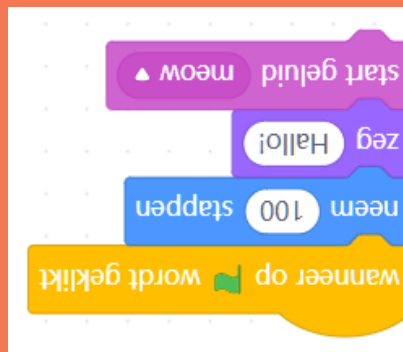 wanneer op wordt geklikt
neem 100 stappen
zeg Hallo!
start geluid meow